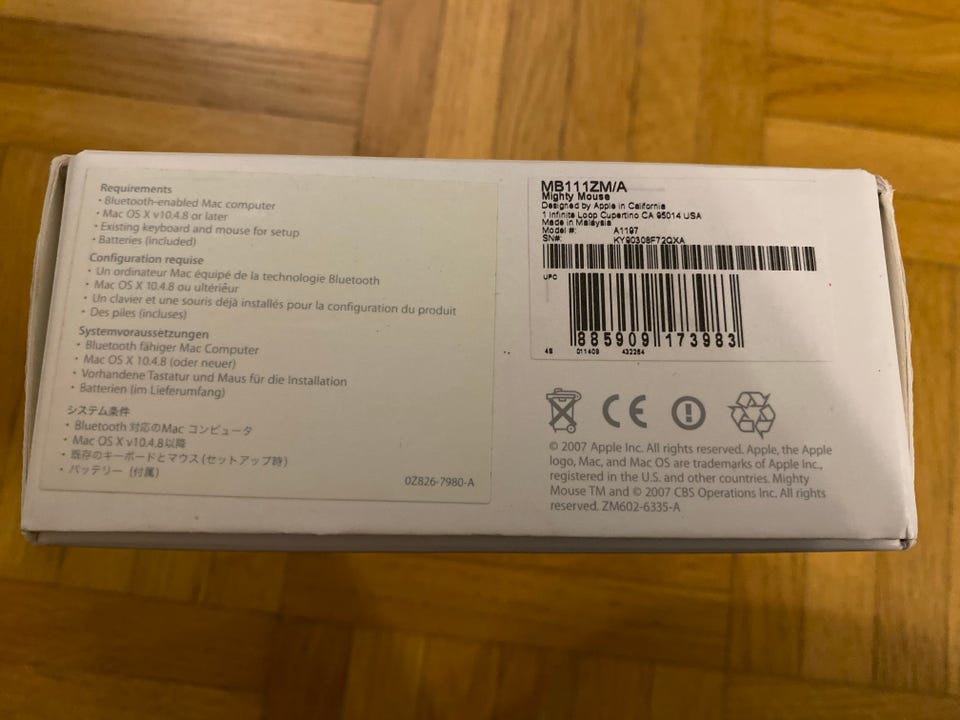 Requirements
• Bluetooth-enabled Mac computer
• Mac OS X v10.4.8 or later
• Existing keyboard and mouse for setup
• Batteries (included)
Configuration requise
• Un ordinateur Mac équipé de la technologie Bluetooth
• Mac OS X 10.4.8 ou ultérieur
• Un clavier et une souris déjà installés pour la configuration du produit
• Des piles (incluses)
Systemvoraussetzungen
• Bluetooth fähiger Mac Computer
• Mac OS X 10.4.8 (oder neuer)
• Vorhandene Tastatur und Maus für die Installation
• Batterien (im Lieferumfang)
システム条件
• Bluetooth 対応のMac コンピュータ
• Mac OS X v10.4.8以降
• 既存のキーボードとマウス (セットアップ時)
• バッテリー (付属)
0Z826-7980-A
MB111ZM/A
Mighty Mouse
Designed by Apple in California
1 Infinite Loop Cupertino CA 95014 USA
Made in Malaysia
Model #: A1197
SN#: KY90308F72QXA
UPC
885909 173983
4S 011409 432264
CE
© 2007 Apple Inc. All rights reserved. Apple, the Apple
logo, Mac, and Mac OS are trademarks of Apple Inc.,
registered in the U.S. and other countries. Mighty
Mouse TM and © 2007 CBS Operations Inc. All rights
reserved. ZM602-6335-A